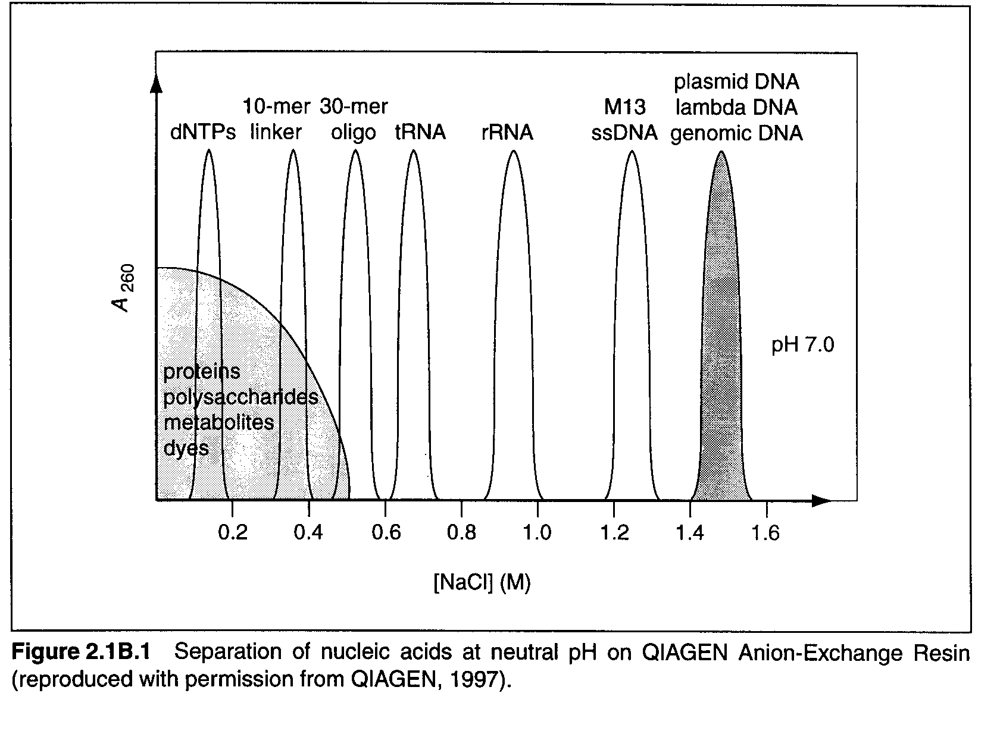 plasmid DNA
10-mer 30-mer M13 lambda DNA
dNTPs linker oligo tRNA rRNA ssDNA genomic DNA
A260
pH 7.0
proteins
polysaccharides
metabolites
dyes
0.2 0.4 0.6 0.8 1.0 1.2 1.4 1.6
[NaCl] (M)
Figure 2.1B.1 Separation of nucleic acids at neutral pH on QIAGEN Anion-Exchange Resin
(reproduced with permission from QIAGEN, 1997).